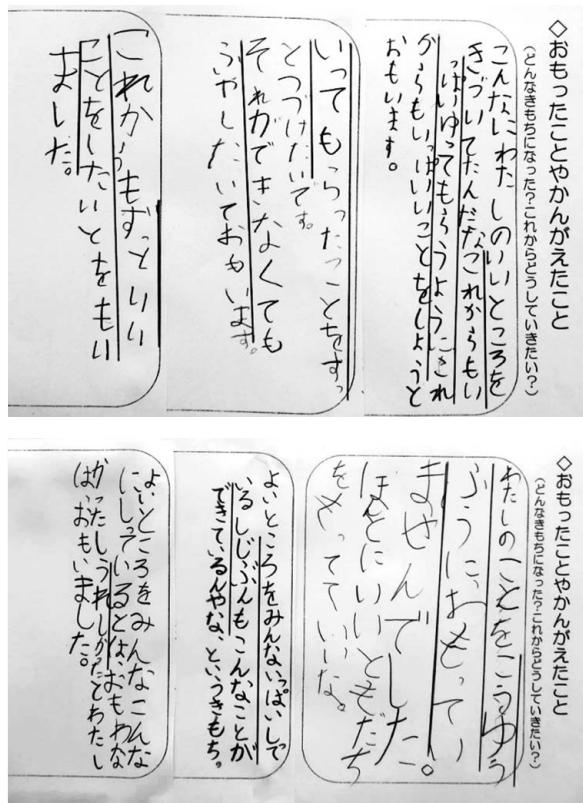 ◇おもったことやかんがえたこと
(どんなきもちになった?これからどうしていきたい?)
こんなにわたしのいいところを
きづいてたんだなこれからもい
っぱいゆってもらうようにこれ
からもいっぱいいことをしようと
おもいます。
いってもらったことをずっ
とつづけたいです。
それができなくても
ふやしたいておもいます。
これからもずっといい
ことをしたいとをもい
ました。
◇おもったことやかんがえたこと
(どんなきもちになった?これからどうしていきたい?)
わたしのことをこうゆう
ふうにおもってい
ませんでした。
ほとにいいともだち
をもってていいな。
よいところをみんないっぱいしって
いるしじぶんもこんなことが
できているんやな、というきもち。
よいところをみんなこんな
にしっているとは、おもわな
かったしうれしかたとわたし
は、おもいました。